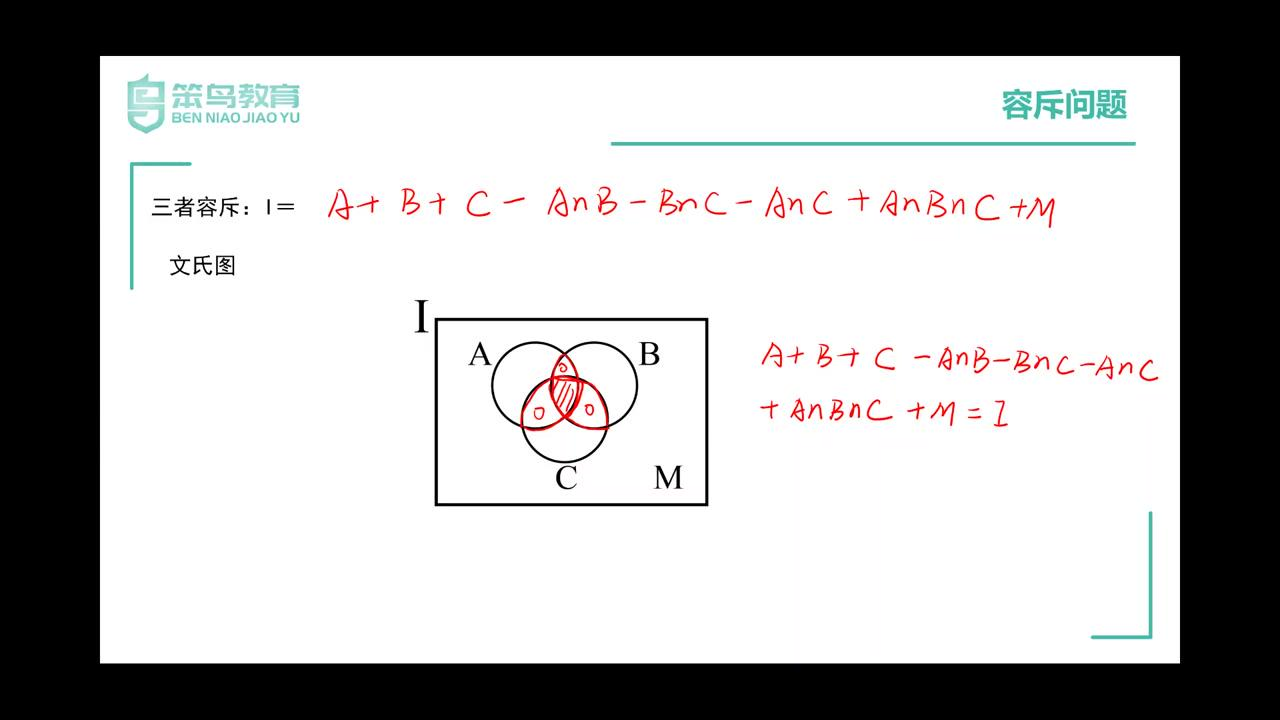 笨鸟教育
BEN NIAO JIAO YU
容斥问题
三者容斥：I＝ A+ B+ C - A∩B - B∩C - A∩C + A∩B∩C +M
文氏图
I
A
B
C
M
A+ B+ C -A∩B-B∩C-A∩C
+ A∩B∩C +M = I